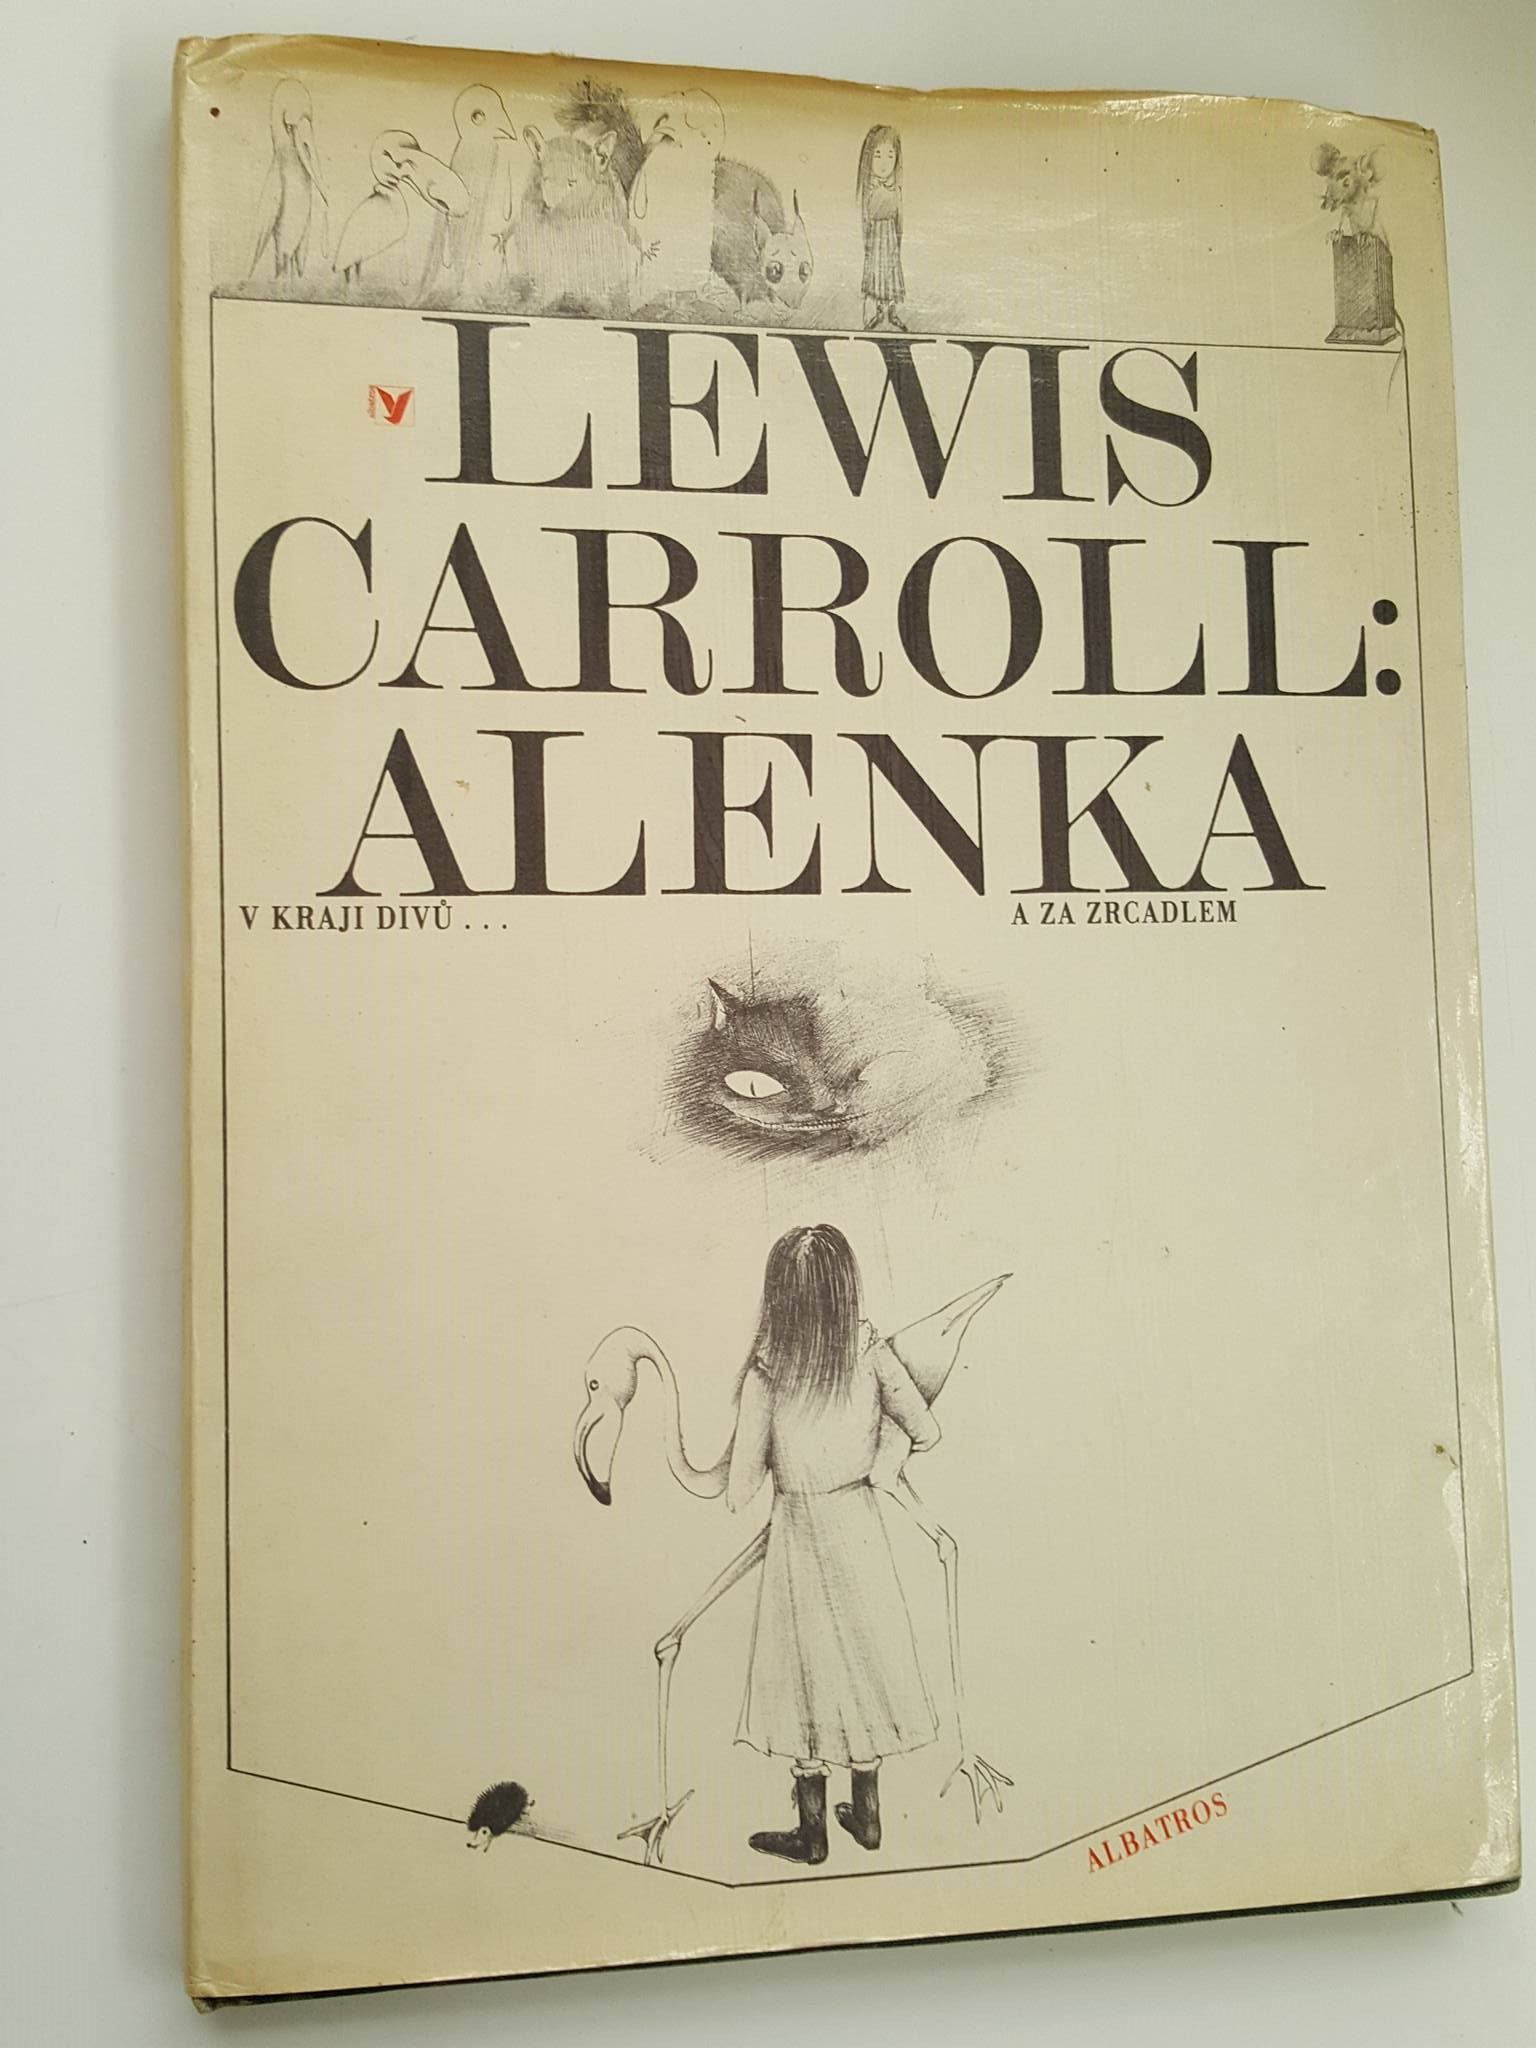 LEWIS
CARROLL:
ALENKA
V KRAJI DIVŮ... A ZA ZRCADLEM
ALBATROS